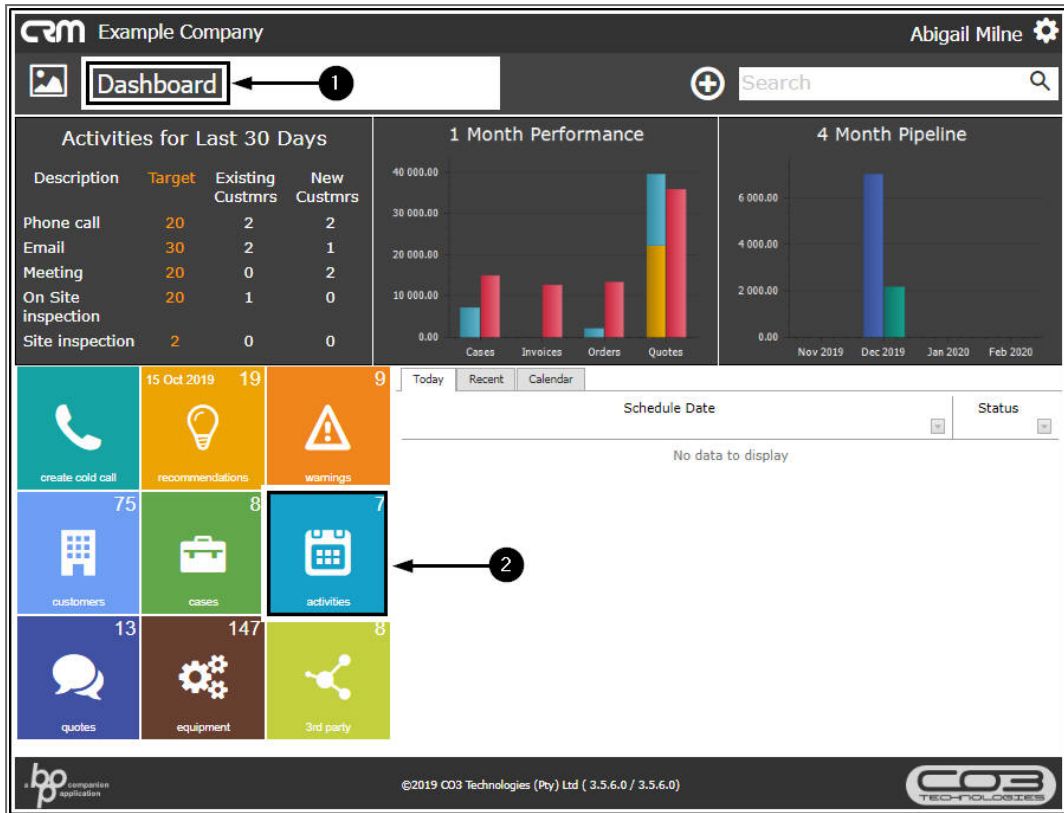 CRM Example Company
Abigail Milne
Dashboard
1
Search
Activities for Last 30 Days
Description Target Existing Custmrs New Custmrs
Phone call 20 2 2
Email 30 2 1
Meeting 20 0 2
On Site inspection 20 1 0
Site inspection 2 0 0
1 Month Performance
40 000.00
30 000.00
20 000.00
10 000.00
0.00
Cases Invoices Orders Quotes
4 Month Pipeline
6 000.00
4 000.00
2 000.00
0.00
Nov 2019 Dec 2019 Jan 2020 Feb 2020
create cold call
15 Oct 2019 19
recommendations
9
warnings
Today Recent Calendar
Schedule Date Status
No data to display
75
customers
8
cases
7
activities
2
13
quotes
147
equipment
8
3rd party
a bpo companion application
©2019 CO3 Technologies (Pty) Ltd ( 3.5.6.0 / 3.5.6.0)
CO3
TECHNOLOGIES